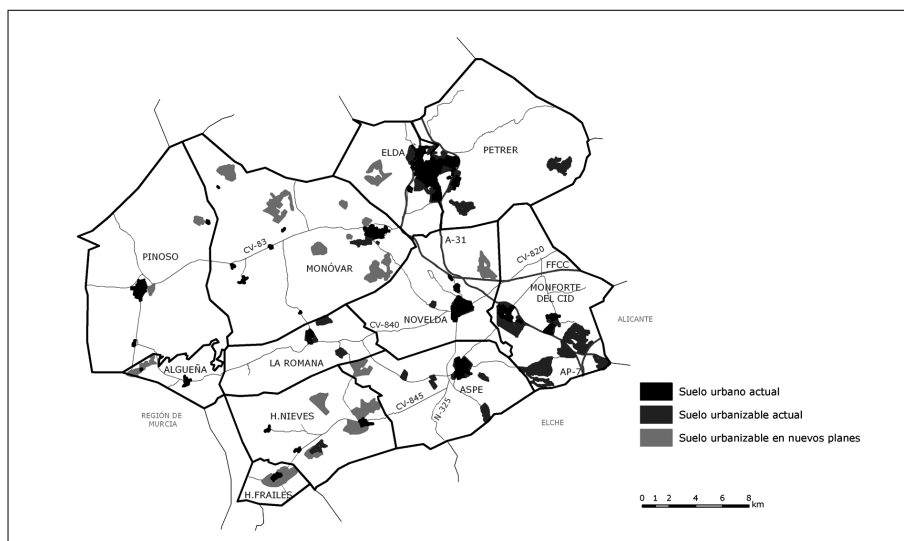 ELDA
PETRER
PINOSO
CV-83
MONÓVAR
A-31
CV-820
FFCC
MONFORTE
DEL CID
NOVELDA
CV-840
ALICANTE
ALGUEÑA
LA ROMANA
AP-7
ASPE
CV-845
N-325
H.NIEVES
REGIÓN DE
MURCIA
ELCHE
H.FRAILES
Suelo urbano actual
Suelo urbanizable actual
Suelo urbanizable en nuevos planes
0 1 2 4 6 8
km